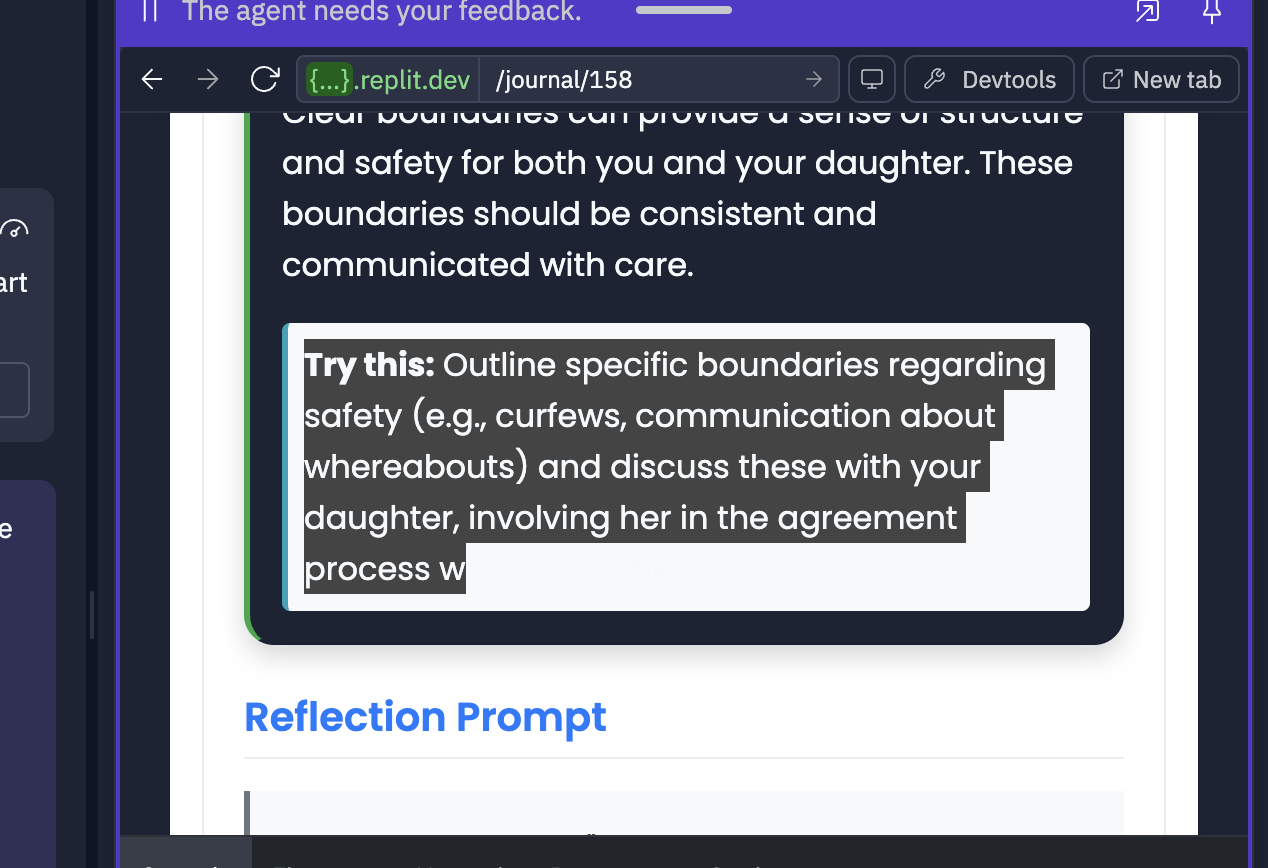 The agent needs your feedback.
{...}.replit.dev /journal/158 Devtools New tab
Clear boundaries can provide a sense of structure
and safety for both you and your daughter. These
boundaries should be consistent and
communicated with care.
art
Try this: Outline specific boundaries regarding
safety (e.g., curfews, communication about
whereabouts) and discuss these with your
e
daughter, involving her in the agreement
process w
Reflection Prompt